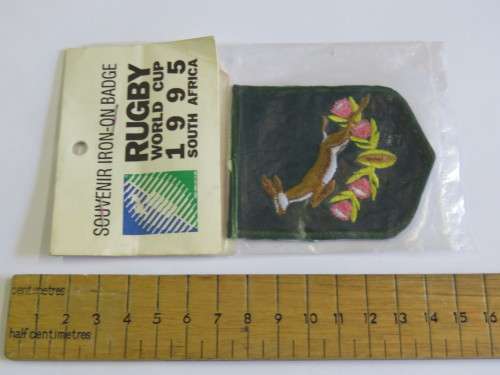 SOUVENIR IRON-ON BADGE
RUGBY
WORLD CUP
1995
SOUTH AFRICA
centimetres
1 2 3 4 5 6 7 8 9 10 11 12 13 14 15 16
half centimetres